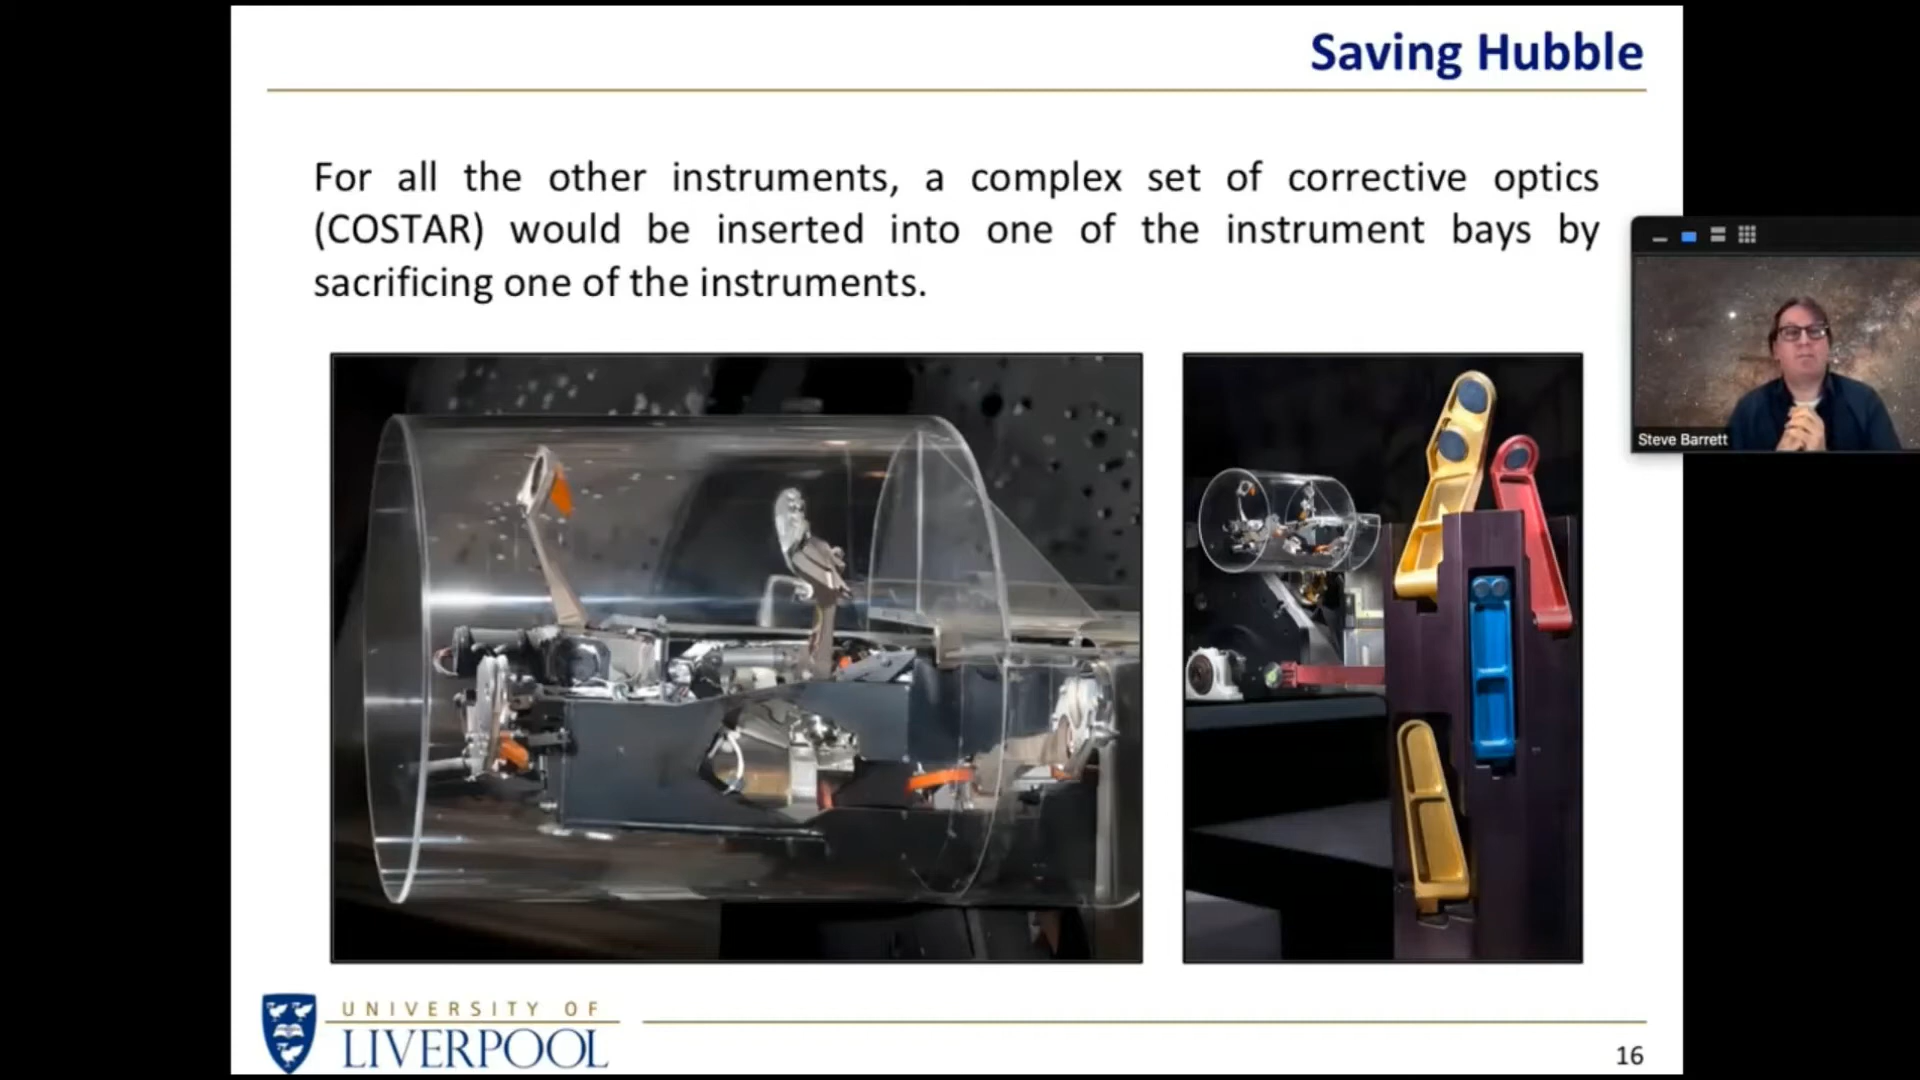 Saving Hubble
For all the other instruments, a complex set of corrective optics
(COSTAR) would be inserted into one of the instrument bays by
sacrificing one of the instruments.
Steve Barrett
UNIVERSITY OF
LIVERPOOL
16